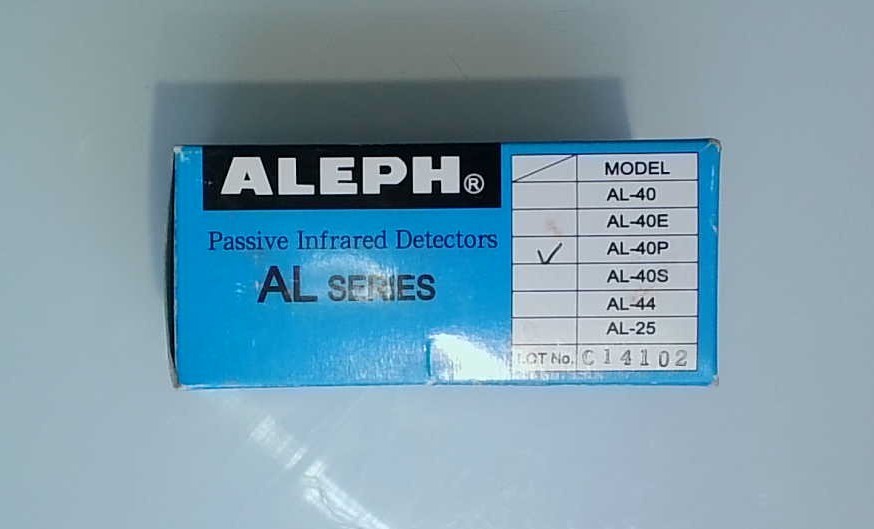 ALEPH®
Passive Infrared Detectors
AL SERIES
MODEL
AL-40
AL-40E
✓ AL-40P
AL-40S
AL-44
AL-25
LOT No. C14102